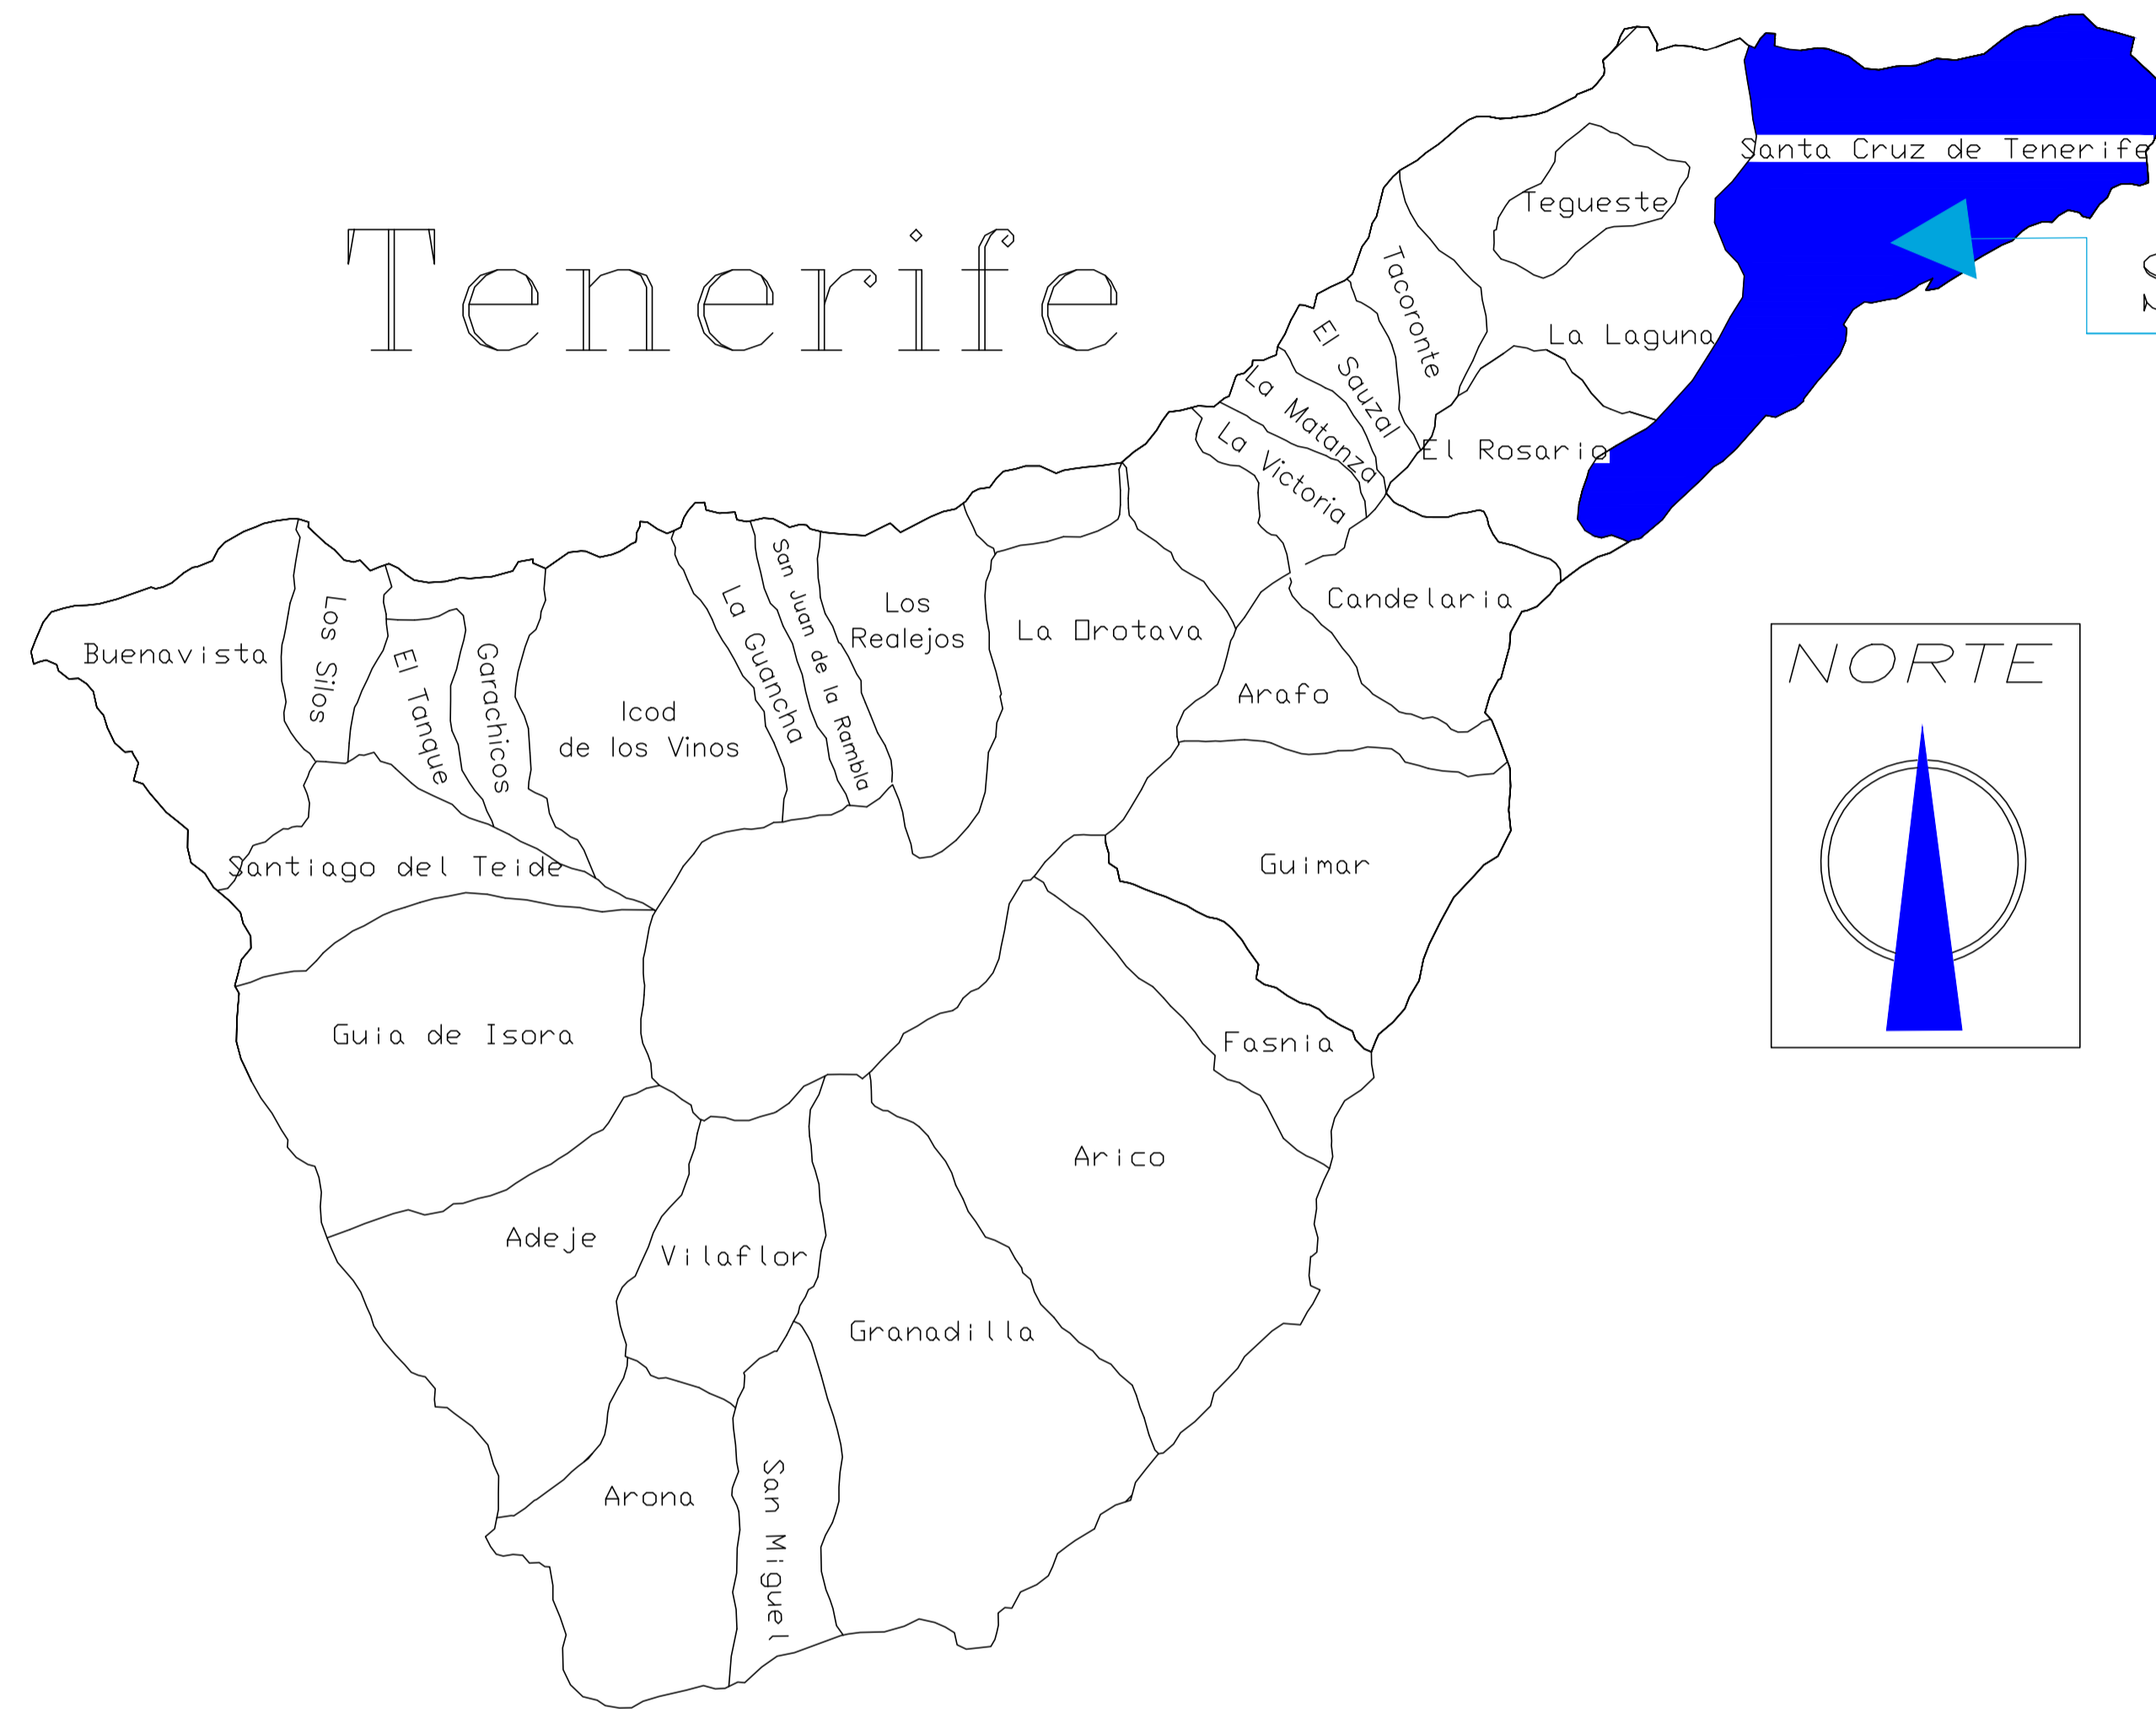 Tenerife
Santa Cruz de Tenerife
Tegueste
Tacoronte
La Laguna
El Sauzal
La Matanza
El Rosario
La Victoria
Candelaria
San Juan de la Rambla
Los
Realejos
La Orotava
Buenavista
Los Silos
El Tanque
Garachicos
La Guancha
Icod
de los Vinos
Arafo
NORTE
Santiago del Teide
Guimar
Guia de Isora
Fasnia
Arico
Adeje
Vilaflor
Granadilla
Arona
San Miguel